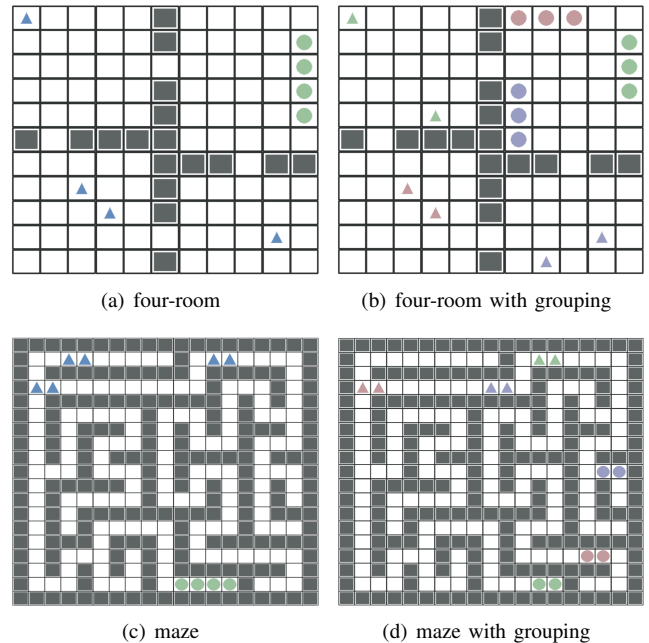 (a) four-room
(b) four-room with grouping
(c) maze
(d) maze with grouping